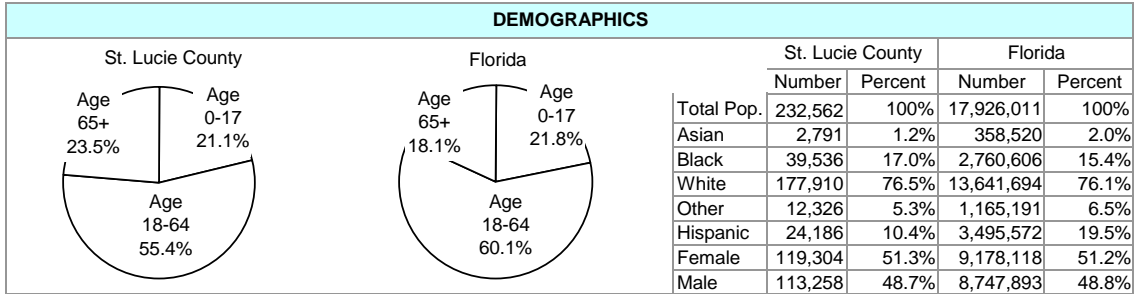 DEMOGRAPHICS
St. Lucie County
Age
65+
23.5%
Age
0-17
21.1%
Age
18-64
55.4%
Florida
Age
65+
18.1%
Age
0-17
21.8%
Age
18-64
60.1%
St. Lucie County Florida
Number Percent Number Percent
Total Pop. 232,562 100% 17,926,011 100%
Asian 2,791 1.2% 358,520 2.0%
Black 39,536 17.0% 2,760,606 15.4%
White 177,910 76.5% 13,641,694 76.1%
Other 12,326 5.3% 1,165,191 6.5%
Hispanic 24,186 10.4% 3,495,572 19.5%
Female 119,304 51.3% 9,178,118 51.2%
Male 113,258 48.7% 8,747,893 48.8%